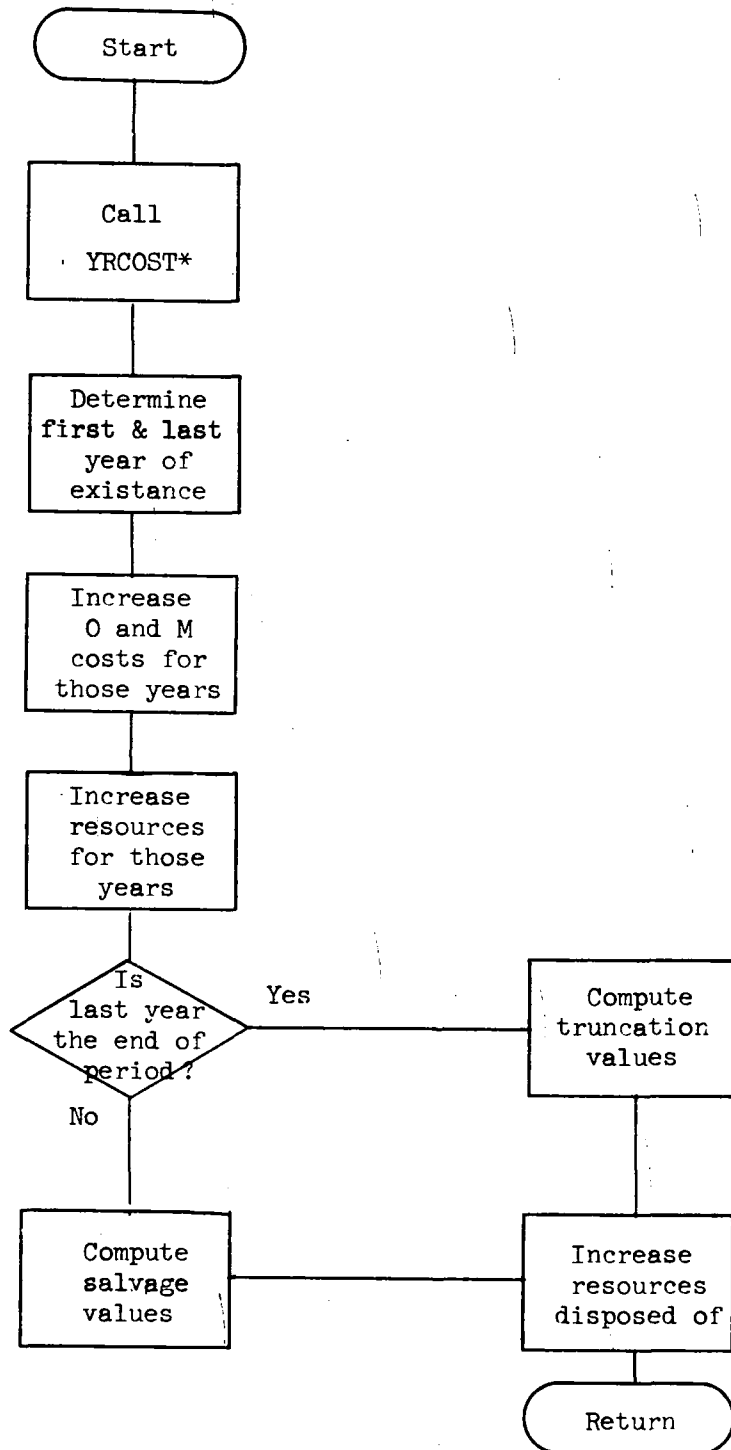 Start
Call
YRCOST*
Determine
first & last
year of
existance
Increase
O and M
costs for
those years
Increase
resources
for those
years
Is
last year
the end of
period?
Yes
No
Compute
truncation
values
Compute
salvage
values
Increase
resources
disposed of
Return